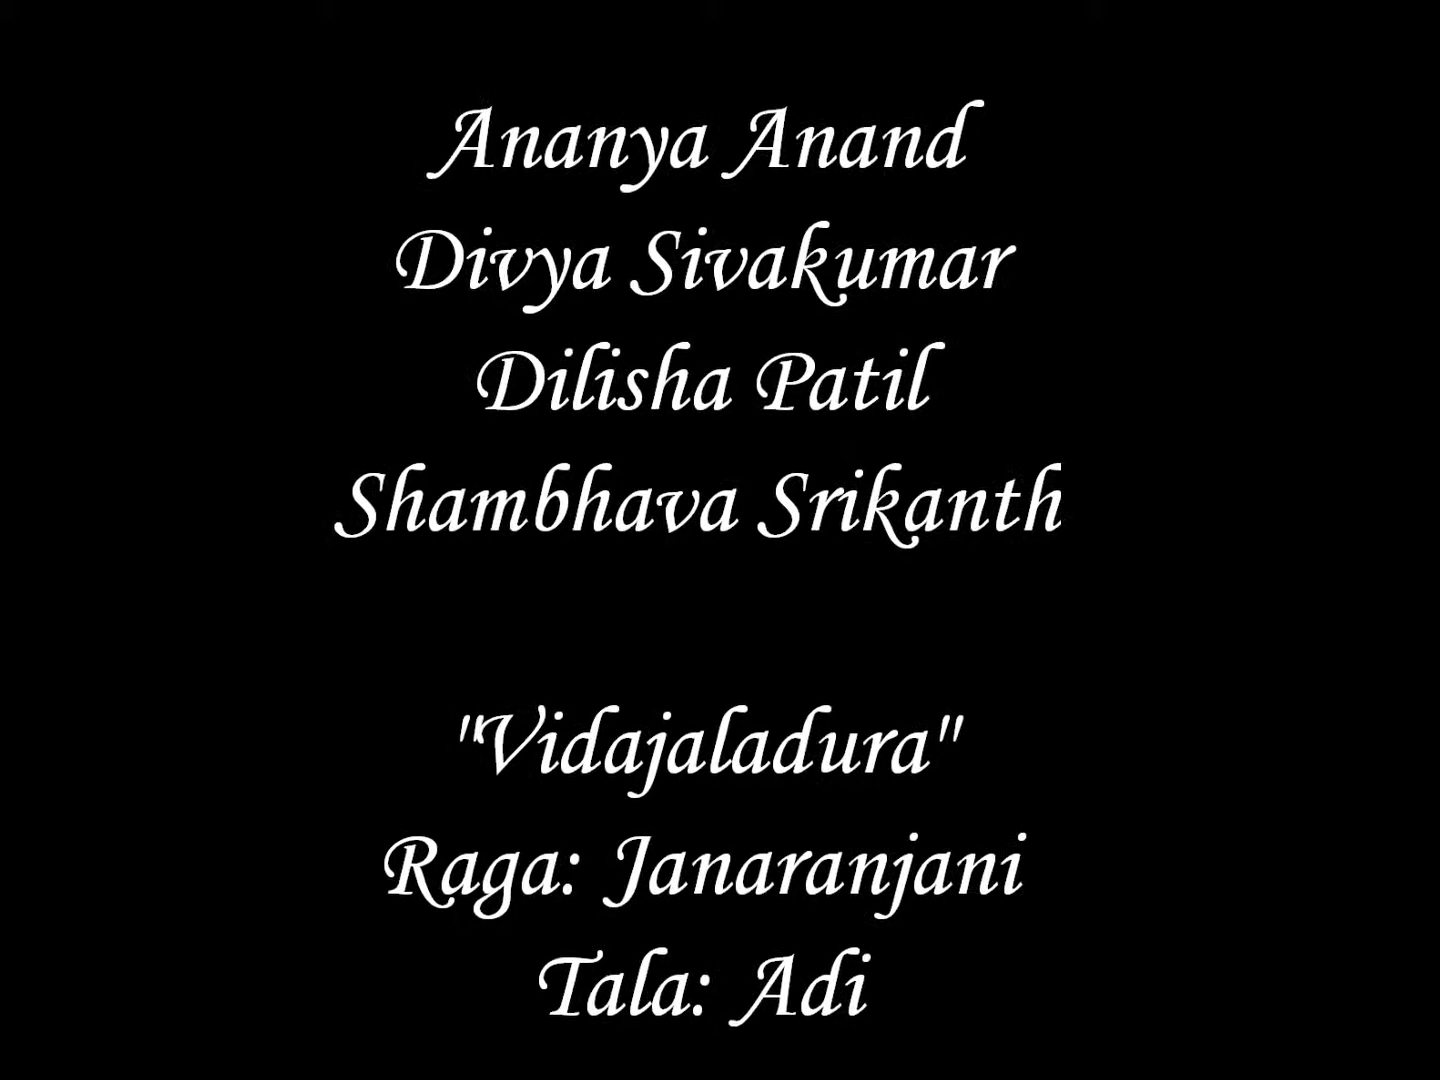 Ananya Anand
Divya Sivakumar
Dilisha Patil
Shambhava Srikanth
"Vidajaladura"
Raga: Janaranjani
Tala: Adi